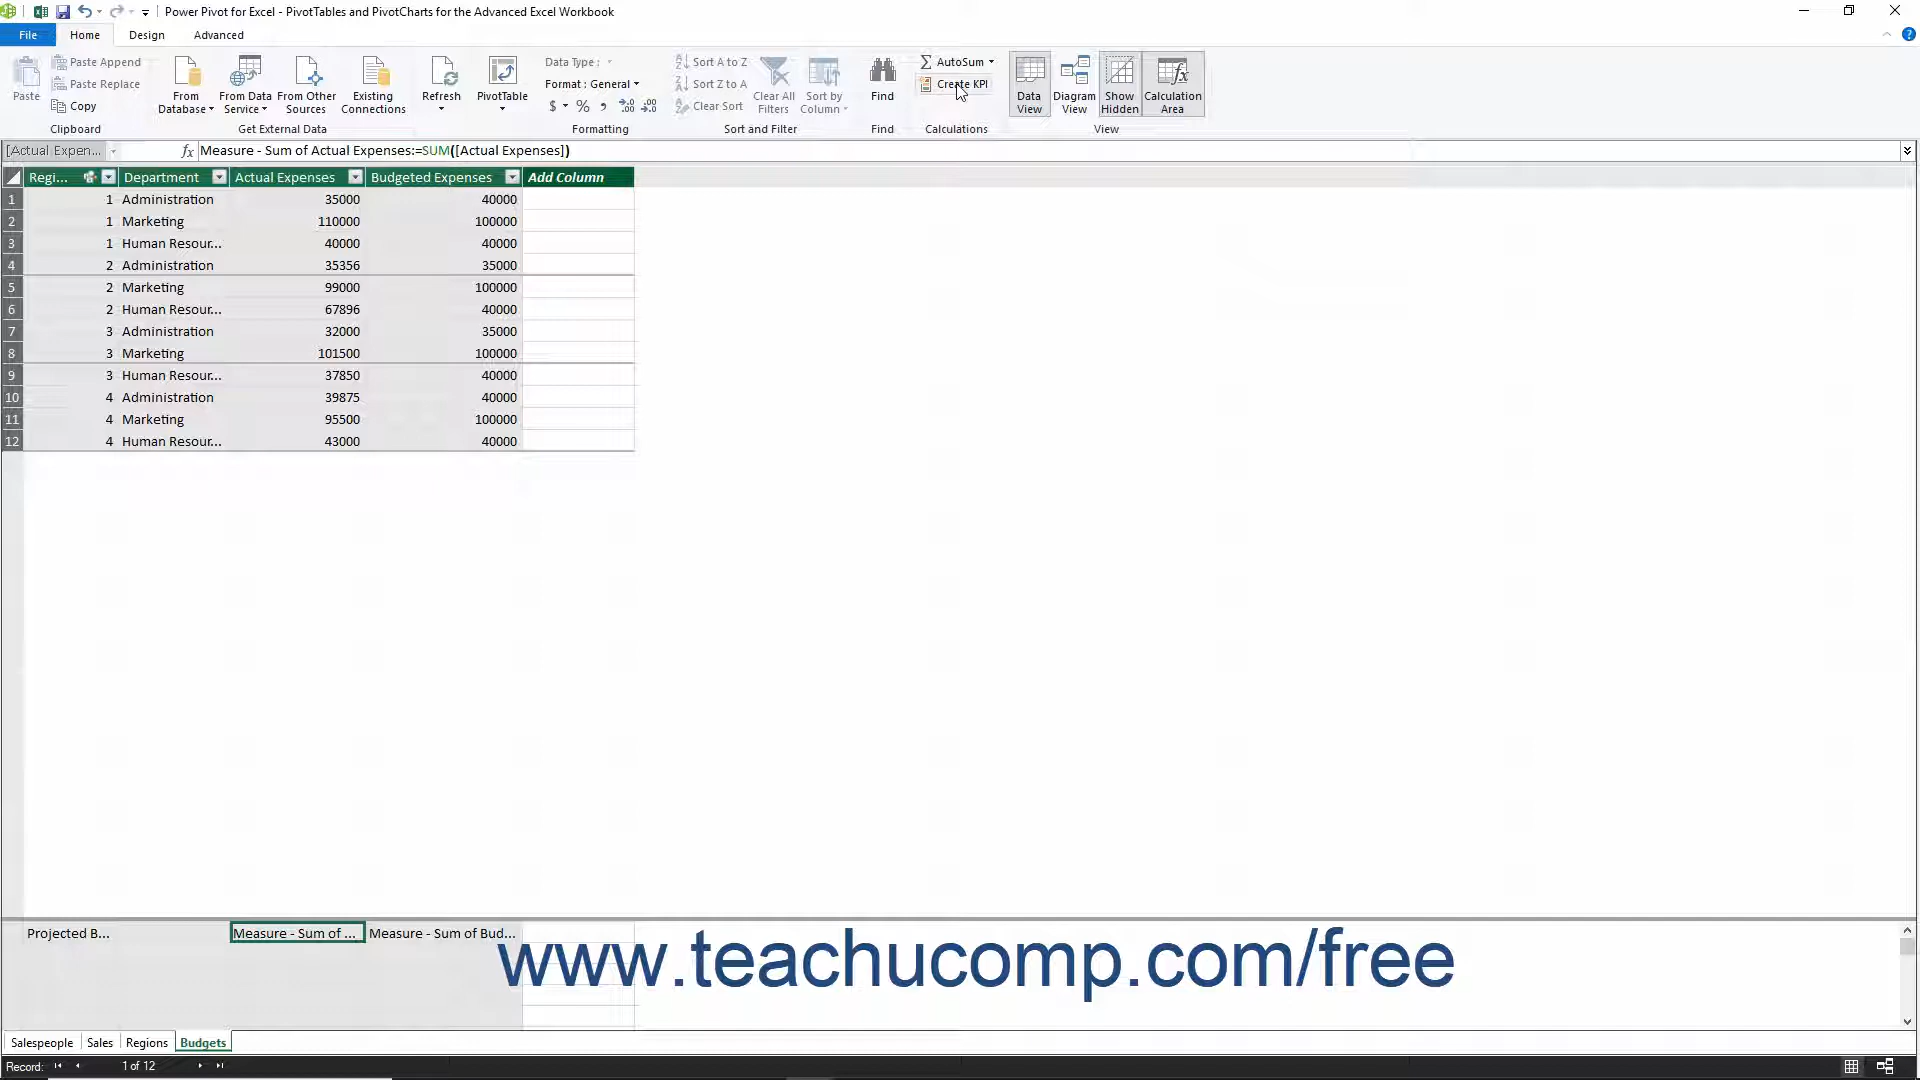 Power Pivot for Excel - PivotTables and PivotCharts for the Advanced Excel Workbook
File Home Design Advanced
Paste
Paste Append
Paste Replace
Copy
Clipboard
From Database
From Data Service
From Other Sources
Existing Connections
Get External Data
Refresh
PivotTable
Data Type :
Format : General
$ % ,
Formatting
Sort A to Z
Sort Z to A
Clear Sort
Clear All Filters
Sort by Column
Sort and Filter
Find
Find
AutoSum
Create KPI
Calculations
Data View
Diagram View
Show Hidden
Calculation Area
View
[Actual Expen... fx Measure - Sum of Actual Expenses:=SUM([Actual Expenses])
Regi... Department Actual Expenses Budgeted Expenses Add Column
1 1 Administration 35000 40000
2 1 Marketing 110000 100000
3 1 Human Resour... 40000 40000
4 2 Administration 35356 35000
5 2 Marketing 99000 100000
6 2 Human Resour... 67896 40000
7 3 Administration 32000 35000
8 3 Marketing 101500 100000
9 3 Human Resour... 37850 40000
10 4 Administration 39875 40000
11 4 Marketing 95500 100000
12 4 Human Resour... 43000 40000
Projected B... Measure - Sum of ... Measure - Sum of Bud...
www.teachucomp.com/free
Salespeople Sales Regions Budgets
Record: 1 of 12